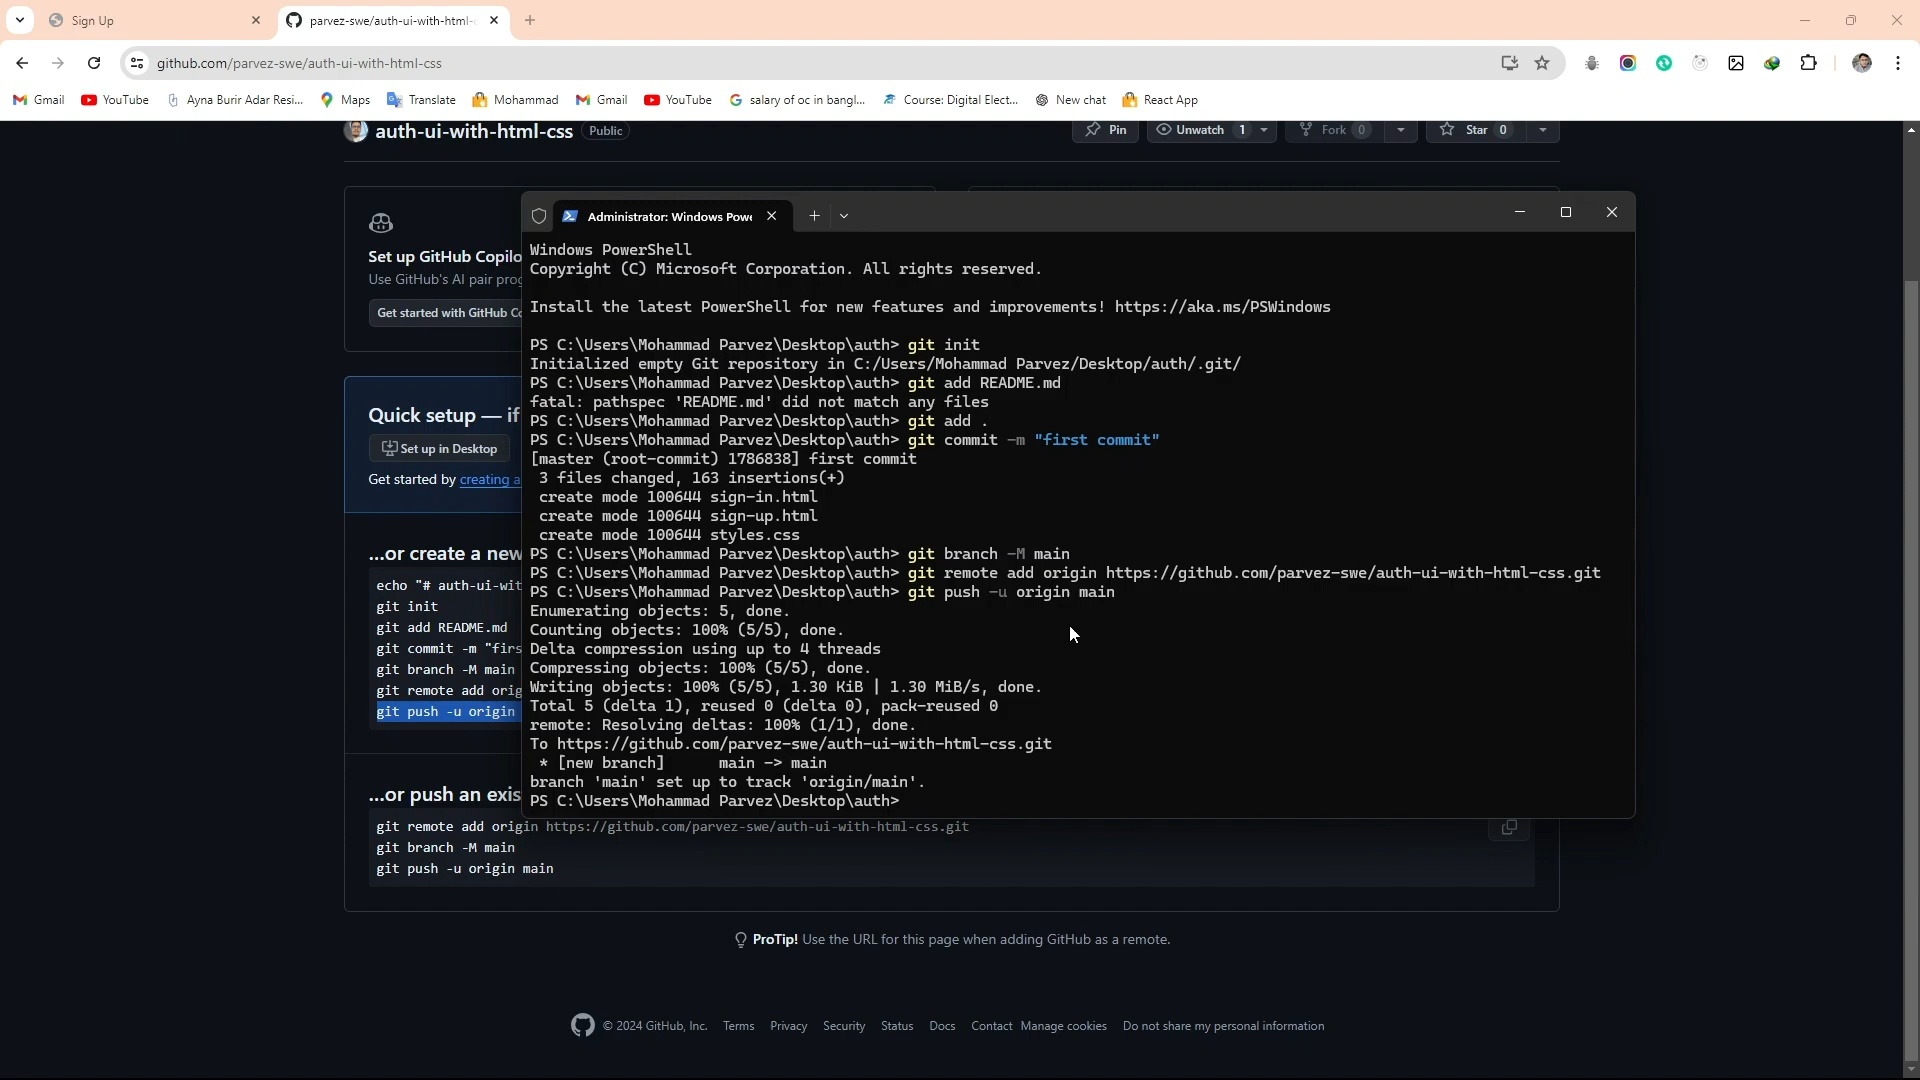 Sign Up
parvez-swe/auth-ui-with-html-c
github.com/parvez-swe/auth-ui-with-html-css
Gmail YouTube Ayna Burir Adar Resi... Maps Translate Mohammad Gmail YouTube salary of oc in bangl... Course: Digital Elect... New chat React App
auth-ui-with-html-css Public
Pin Unwatch 1 Fork 0 Star 0
Set up GitHub Copilo
Use GitHub's AI pair prog
Get started with GitHub Co
Quick setup — if
Set up in Desktop
Get started by creating a
...or create a new
echo "# auth-ui-wit
git init
git add README.md
git commit -m "firs
git branch -M main
git remote add orig
git push -u origin
...or push an exis
git remote add origin https://github.com/parvez-swe/auth-ui-with-html-css.git
git branch -M main
git push -u origin main
Administrator: Windows Powe
Windows PowerShell
Copyright (C) Microsoft Corporation. All rights reserved.
Install the latest PowerShell for new features and improvements! https://aka.ms/PSWindows
PS C:\Users\Mohammad Parvez\Desktop\auth> git init
Initialized empty Git repository in C:/Users/Mohammad Parvez/Desktop/auth/.git/
PS C:\Users\Mohammad Parvez\Desktop\auth> git add README.md
fatal: pathspec 'README.md' did not match any files
PS C:\Users\Mohammad Parvez\Desktop\auth> git add .
PS C:\Users\Mohammad Parvez\Desktop\auth> git commit -m "first commit"
[master (root-commit) 1786838] first commit
3 files changed, 163 insertions(+)
create mode 100644 sign-in.html
create mode 100644 sign-up.html
create mode 100644 styles.css
PS C:\Users\Mohammad Parvez\Desktop\auth> git branch -M main
PS C:\Users\Mohammad Parvez\Desktop\auth> git remote add origin https://github.com/parvez-swe/auth-ui-with-html-css.git
PS C:\Users\Mohammad Parvez\Desktop\auth> git push -u origin main
Enumerating objects: 5, done.
Counting objects: 100% (5/5), done.
Delta compression using up to 4 threads
Compressing objects: 100% (5/5), done.
Writing objects: 100% (5/5), 1.30 KiB | 1.30 MiB/s, done.
Total 5 (delta 1), reused 0 (delta 0), pack-reused 0
remote: Resolving deltas: 100% (1/1), done.
To https://github.com/parvez-swe/auth-ui-with-html-css.git
* [new branch] main -> main
branch 'main' set up to track 'origin/main'.
PS C:\Users\Mohammad Parvez\Desktop\auth>
ProTip! Use the URL for this page when adding GitHub as a remote.
© 2024 GitHub, Inc. Terms Privacy Security Status Docs Contact Manage cookies Do not share my personal information